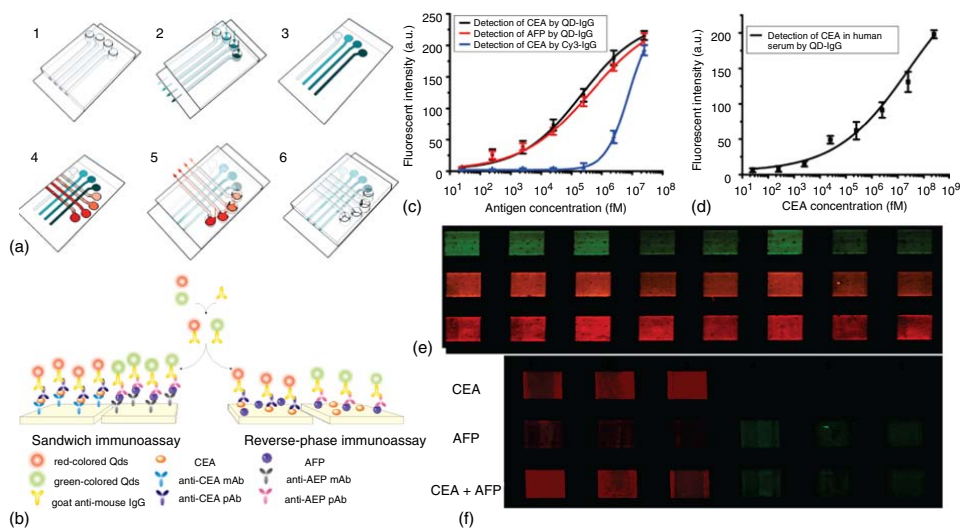 1
2
3
4
5
6
(a)
250
200
150
100
50
0
Fluorescent intensity (a.u.)
Detection of CEA by QD-IgG
Detection of AFP by QD-IgG
Detection of CEA by Cy3-IgG
10¹ 10² 10³ 10⁴ 10⁵ 10⁶ 10⁷ 10⁸
(c)
Antigen concentration (fM)
200
150
100
50
0
Fluorescent intensity (a.u.)
Detection of CEA in human
serum by QD-IgG
10¹ 10² 10³ 10⁴ 10⁵ 10⁶ 10⁷ 10⁸ 10⁹
(d)
CEA concentration (fM)
(e)
Sandwich immunoassay
Reverse-phase immunoassay
red-colored Qds
CEA
AFP
green-colored Qds
anti-CEA mAb
anti-AEP mAb
goat anti-mouse IgG
anti-CEA pAb
anti-AEP pAb
(b)
CEA
AFP
CEA + AFP
(f)